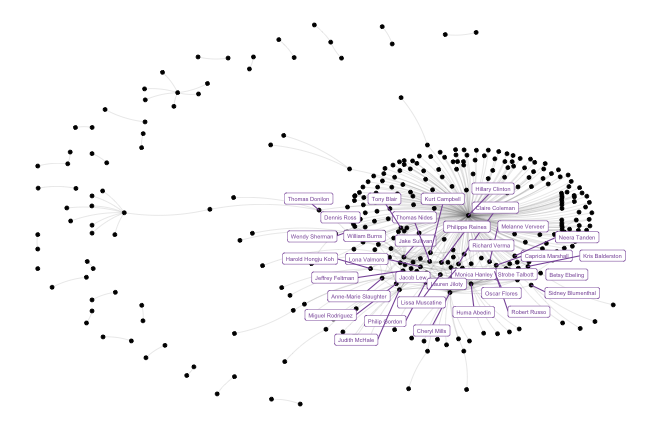 Hillary Clinton
Thomas Donilon
Tony Blair
Kurt Campbell
Claire Coleman
Dennis Ross
Thomas Nides
Philippe Reines
Melanne Verveer
Wendy Sherman
William Burns
Jake Sullivan
Richard Verma
Neera Tanden
Harold Hongju Koh
Lona Valmoro
Capricia Marshall
Kris Balderston
Jeffrey Feltman
Jacob Lew
Monica Hanley
Strobe Talbott
Betsy Ebeling
Lauren Jiloty
Anne-Marie Slaughter
Lissa Muscatine
Oscar Flores
Sidney Blumenthal
Miguel Rodriguez
Philip Gordon
Huma Abedin
Robert Russo
Judith McHale
Cheryl Mills